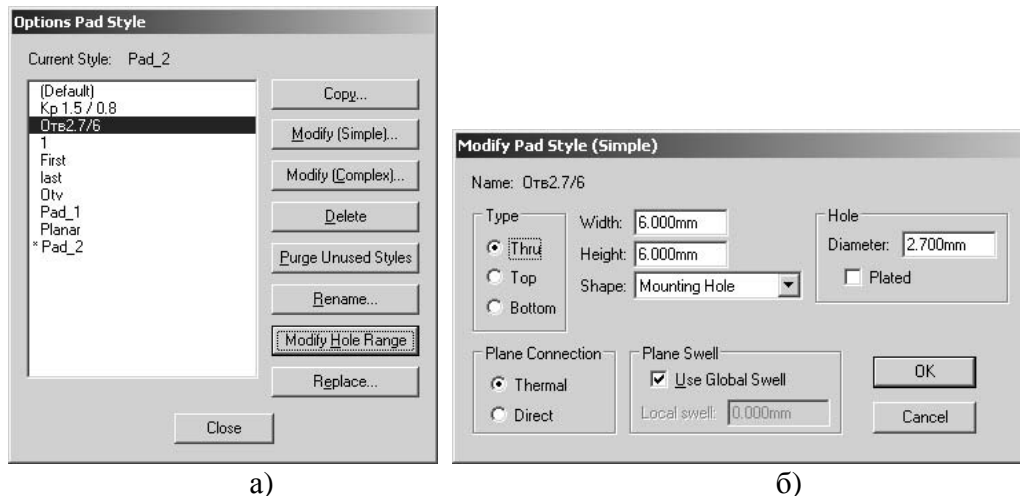 Options Pad Style
Current Style: Pad_2
(Default)
Кр 1.5 / 0.8
Отв2.7/6
1
First
last
Otv
Pad_1
Planar
* Pad_2
Copy...
Modify (Simple)...
Modify (Complex)...
Delete
Purge Unused Styles
Rename...
Modify Hole Range
Replace...
Close
а)
Modify Pad Style (Simple)
Name: Отв2.7/6
Type
Thru
Top
Bottom
Width: 6.000mm
Height: 6.000mm
Shape: Mounting Hole
Hole
Diameter: 2.700mm
Plated
Plane Connection
Thermal
Direct
Plane Swell
Use Global Swell
Local swell: 0.000mm
OK
Cancel
б)